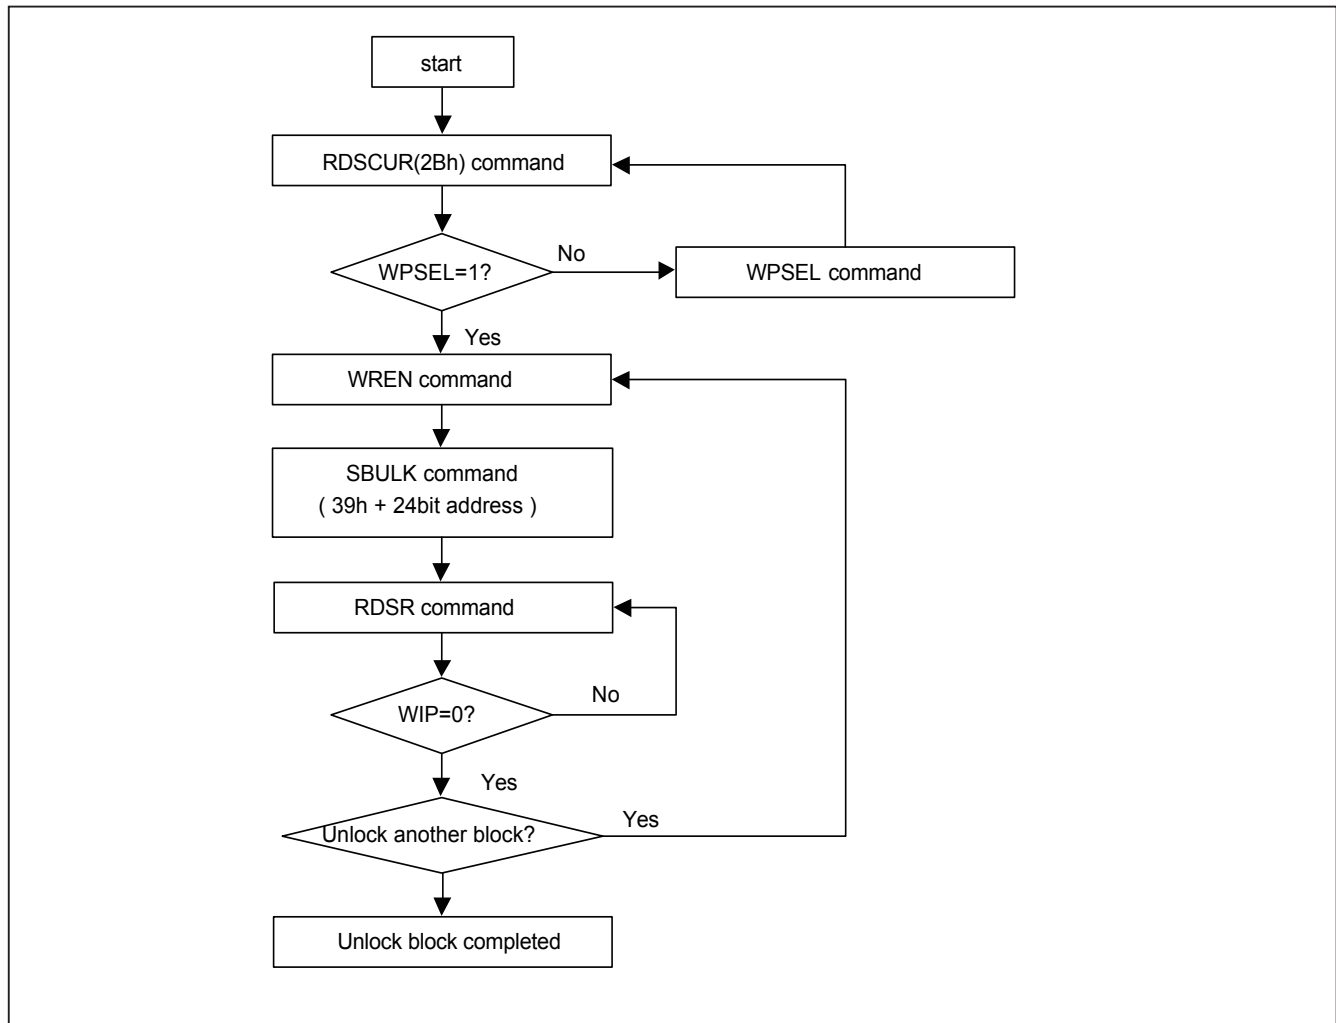 start
RDSCUR(2Bh) command
WPSEL=1?
No
WPSEL command
Yes
WREN command
SBULK command
( 39h + 24bit address )
RDSR command
WIP=0?
No
Yes
Unlock another block?
Yes
Unlock block completed